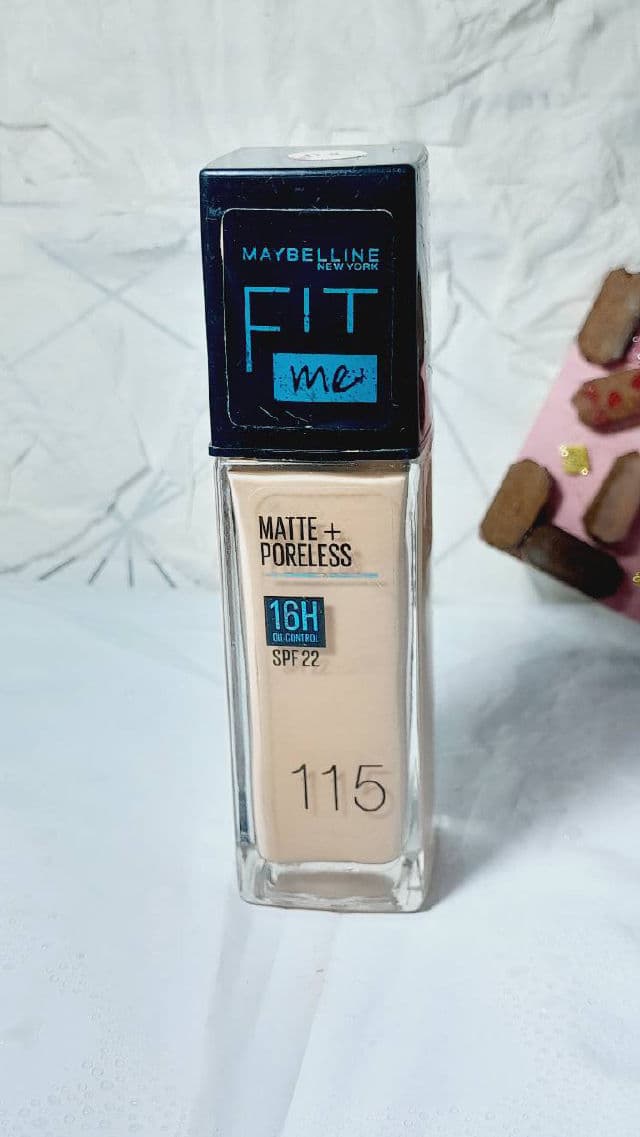 MAYBELLINE
NEW YORK
FIT
me
MATTE +
PORELESS
16H
OIL CONTROL
SPF 22
115